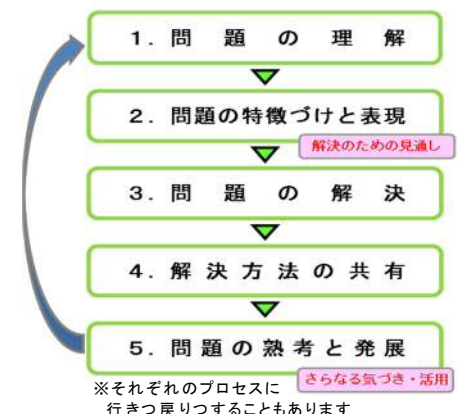 1．問題の理解
2．問題の特徴づけと表現
解決のための見通し
3．問題の解決
4．解決方法の共有
5．問題の熟考と発展
さらなる気づき・活用
※それぞれのプロセスに
行きつ戻りつすることもあります